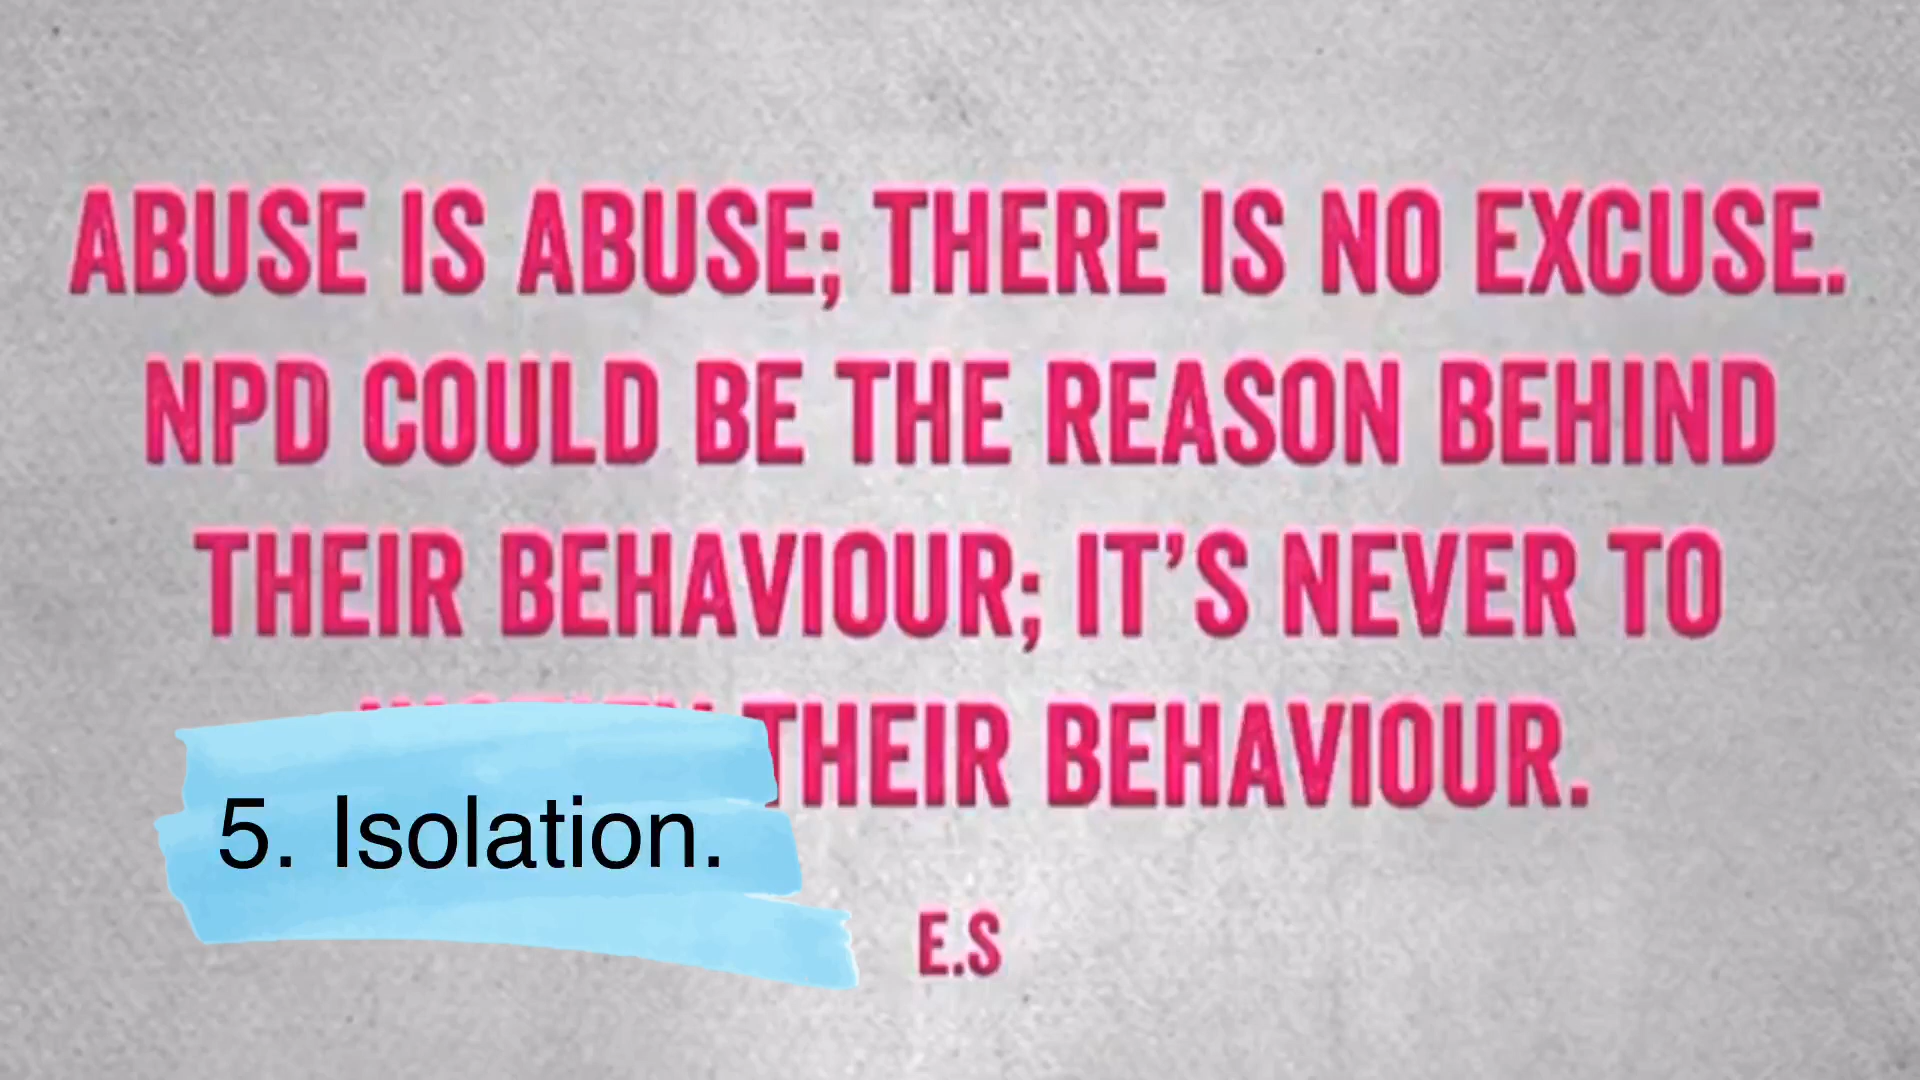 ABUSE IS ABUSE; THERE IS NO EXCUSE.
NPD COULD BE THE REASON BEHIND
THEIR BEHAVIOUR; IT'S NEVER TO
THEIR BEHAVIOUR.
5. Isolation.
E.S